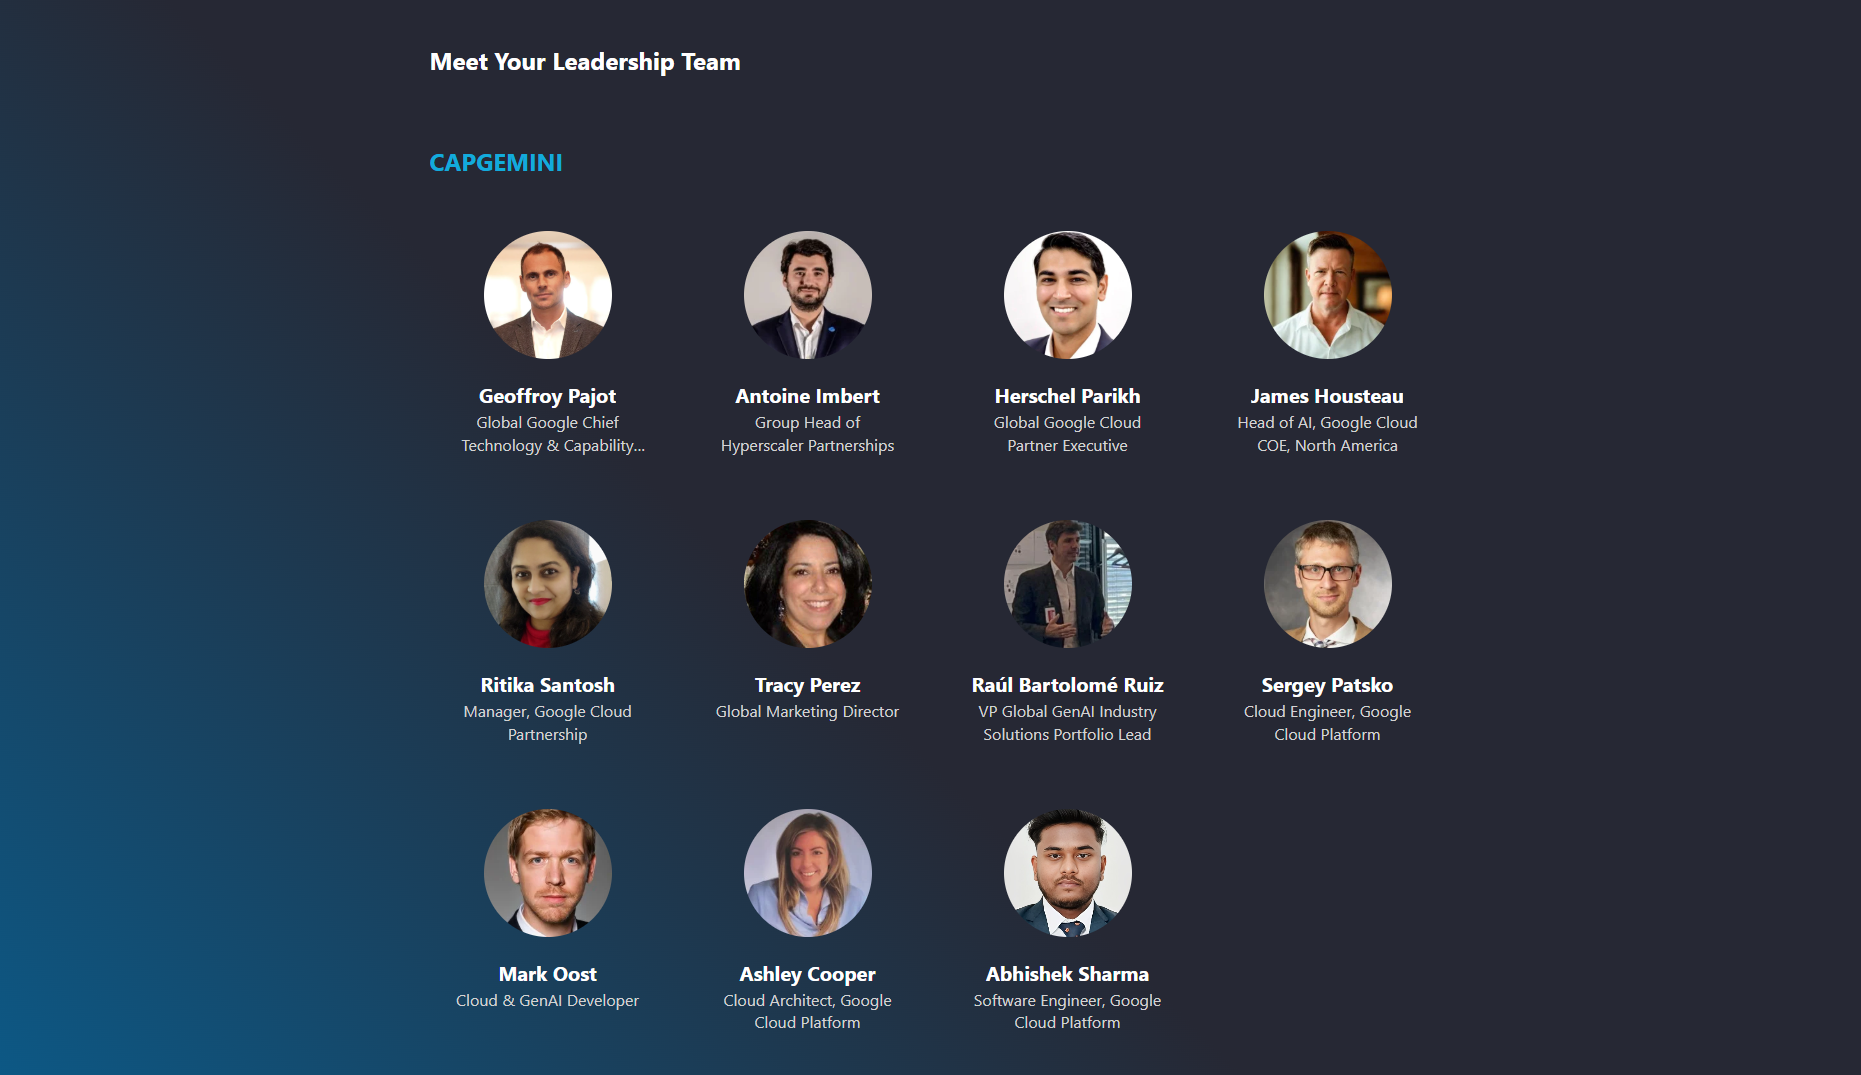 Meet Your Leadership Team
CAPGEMINI
Geoffroy Pajot
Global Google Chief
Technology & Capability...
Antoine Imbert
Group Head of
Hyperscaler Partnerships
Herschel Parikh
Global Google Cloud
Partner Executive
James Housteau
Head of AI, Google Cloud
COE, North America
Ritika Santosh
Manager, Google Cloud
Partnership
Tracy Perez
Global Marketing Director
Raúl Bartolomé Ruiz
VP Global GenAI Industry
Solutions Portfolio Lead
Sergey Patsko
Cloud Engineer, Google
Cloud Platform
Mark Oost
Cloud & GenAI Developer
Ashley Cooper
Cloud Architect, Google
Cloud Platform
Abhishek Sharma
Software Engineer, Google
Cloud Platform